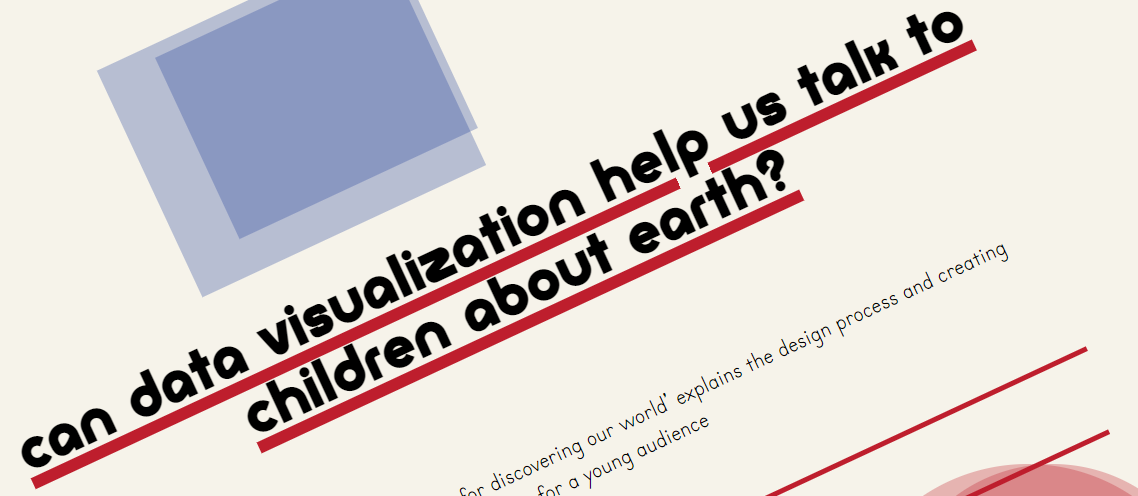 can data visualization help us talk to
children about earth?
for discovering our world' explains the design process and creating
for a young audience